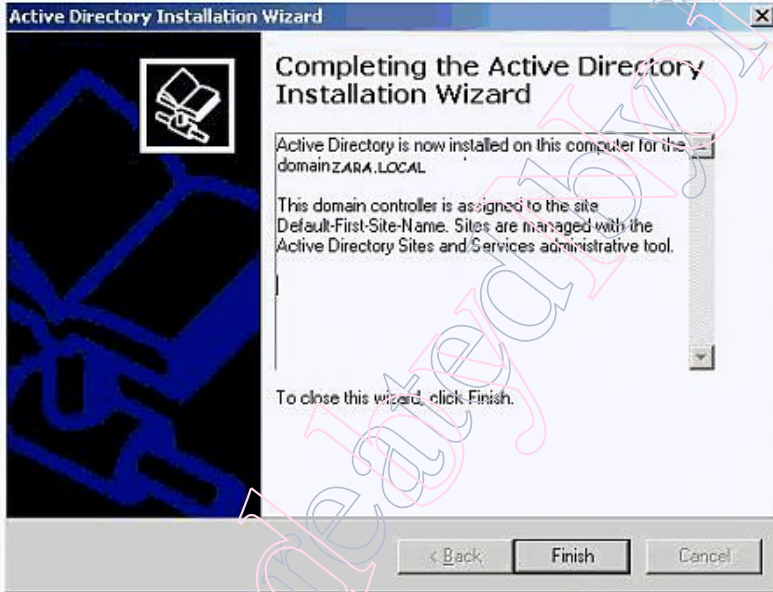 Active Directory Installation Wizard
Completing the Active Directory
Installation Wizard
Active Directory is now installed on this computer for the
domain ZARA.LOCAL
This domain controller is assigned to the site
Default-First-Site-Name. Sites are managed with the
Active Directory Sites and Services administrative tool.
To close this wizard, click Finish.
< Back
Finish
Cancel